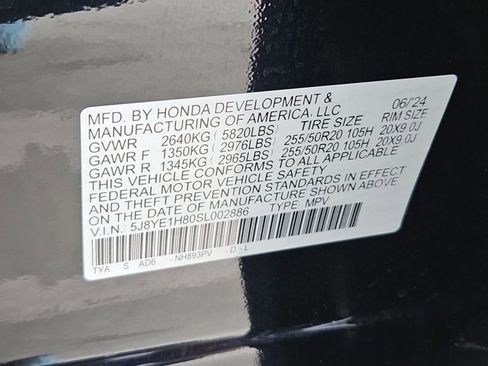 MFD. BY HONDA DEVELOPMENT &
MANUFACTURING OF AMERICA, LLC 06/'24
GVWR 2640KG 5820LBS TIRE SIZE RIM SIZE
GAWR F 1350KG 2976LBS 255/50R20 105H 20X9.0J
GAWR R 1345KG 2965LBS 255/50R20 105H 20X9.0J
THIS VEHICLE CONFORMS TO ALL APPLICABLE
FEDERAL MOTOR VEHICLE SAFETY
AND THEFT PREVENTION STANDARDS IN EFFECT
ON THE DATE OF MANUFACTURE SHOWN ABOVE.
V.I.N.: 5J8YE1H80SL002886 TYPE: MPV
TYA S AD6 -NH893PV -D-L